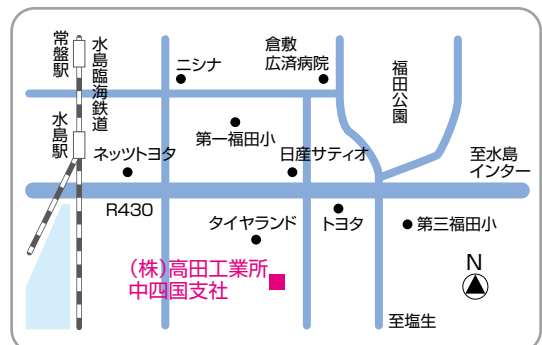 常盤駅
水島臨海鉄道
ニシナ
倉敷
広済病院
福田公園
水島駅
第一福田小
ネッツトヨタ
日産サティオ
至水島
インター
R430
タイヤランド
トヨタ
第三福田小
(株)高田工業所
中四国支社
N
至塩生